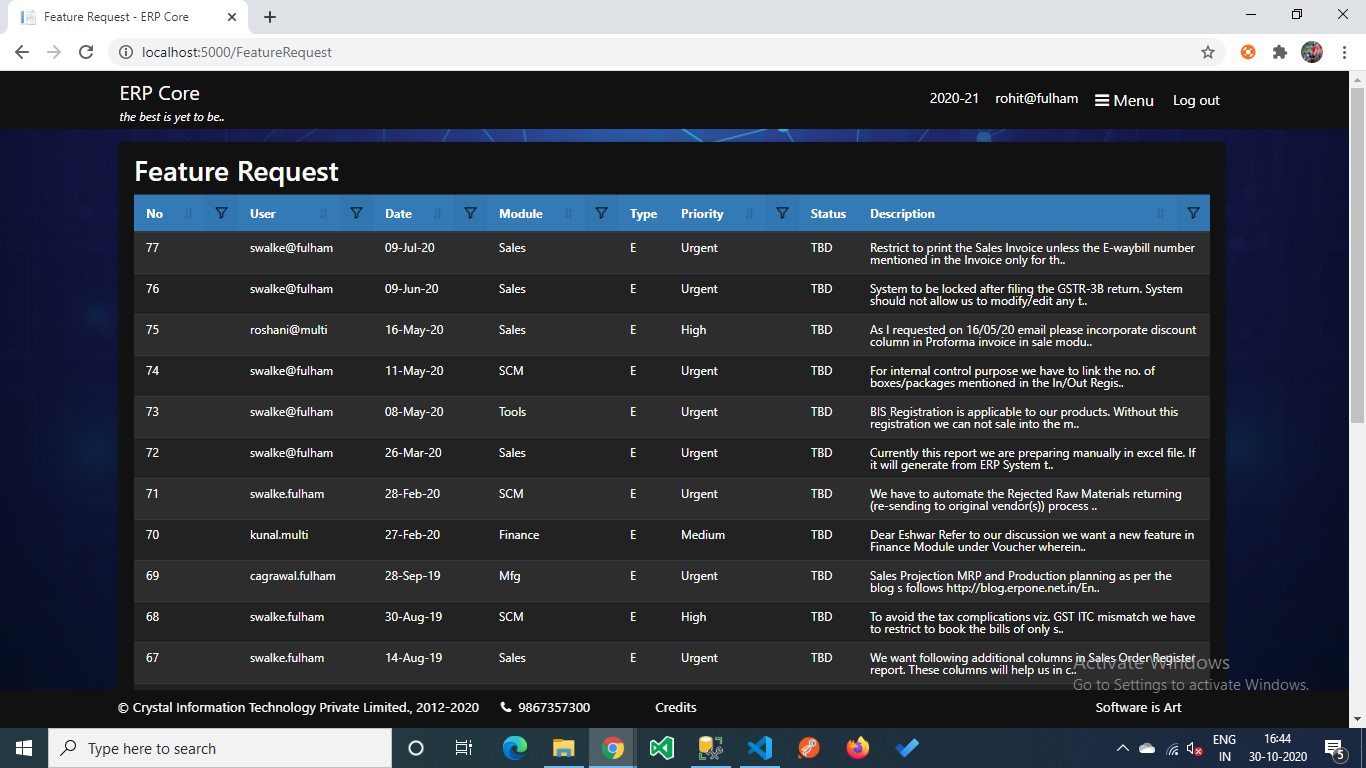 Feature Request - ERP Core
localhost:5000/FeatureRequest
ERP Core
the best is yet to be..
2020-21 rohit@fulham Menu Log out
Feature Request
No User Date Module Type Priority Status Description
77 swalke@fulham 09-Jul-20 Sales E Urgent TBD Restrict to print the Sales Invoice unless the E-waybill number
mentioned in the Invoice only for th..
76 swalke@fulham 09-Jun-20 Sales E Urgent TBD System to be locked after filing the GSTR-3B return. System
should not allow us to modify/edit any t..
75 roshani@multi 16-May-20 Sales E High TBD As I requested on 16/05/20 email please incorporate discount
column in Proforma invoice in sale modu..
74 swalke@fulham 11-May-20 SCM E Urgent TBD For internal control purpose we have to link the no. of
boxes/packages mentioned in the In/Out Regis..
73 swalke@fulham 08-May-20 Tools E Urgent TBD BIS Registration is applicable to our products. Without this
registration we can not sale into the m..
72 swalke@fulham 26-Mar-20 Sales E Urgent TBD Currently this report we are preparing manually in excel file. If
it will generate from ERP System t..
71 swalke.fulham 28-Feb-20 SCM E Urgent TBD We have to automate the Rejected Raw Materials returning
(re-sending to original vendor(s)) process ..
70 kunal.multi 27-Feb-20 Finance E Medium TBD Dear Eshwar Refer to our discussion we want a new feature in
Finance Module under Voucher wherein..
69 cagrawal.fulham 28-Sep-19 Mfg E Urgent TBD Sales Projection MRP and Production planning as per the
blog s follows http://blog.erpone.net.in/En..
68 swalke.fulham 30-Aug-19 SCM E High TBD To avoid the tax complications viz. GST ITC mismatch we have
to restrict to book the bills of only s..
67 swalke.fulham 14-Aug-19 Sales E Urgent TBD We want following additional columns in Sales Order Register
report. These columns will help us in c..
Activate Windows
Go to Settings to activate Windows.
© Crystal Information Technology Private Limited., 2012-2020 9867357300 Credits Software is Art
Type here to search
ENG
IN
16:44
30-10-2020
5